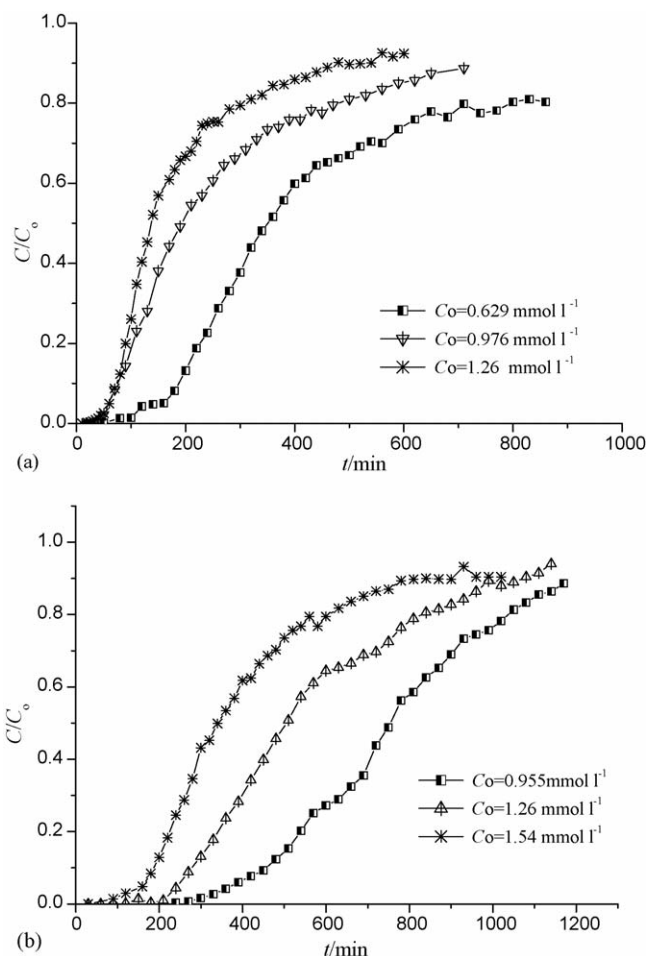 1.0
0.8
0.6
0.4
0.2
0.0
C/Co
Co=0.629 mmol l-1
Co=0.976 mmol l-1
Co=1.26 mmol l-1
0 200 400 600 800 1000
(a)
t/min
1.0
0.8
0.6
0.4
0.2
0.0
C/Co
Co=0.955mmol l-1
Co=1.26 mmol l-1
Co=1.54 mmol l-1
0 200 400 600 800 1000 1200
(b)
t/min